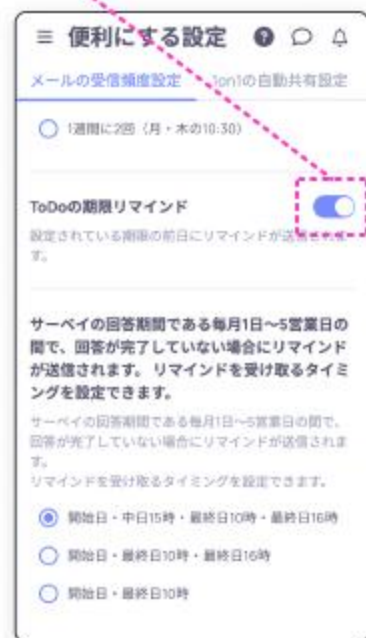 便利にする設定
メールの受信頻度設定 1on1の自動共有設定
1週間に2回（月・木の10:30）
ToDoの期限リマインド
設定されている期限の前日にリマインドが送信されま
す。
サーベイの回答期間である毎月1日〜5営業日の
間で、回答が完了していない場合にリマインド
が送信されます。 リマインドを受け取るタイミ
ングを設定できます。
サーベイの回答期間である毎月1日〜5営業日の間で、
回答が完了していない場合にリマインドが送信されま
す。
リマインドを受け取るタイミングを設定できます。
開始日・中日15時・最終日10時・最終日16時
開始日・最終日10時・最終日16時
開始日・最終日10時